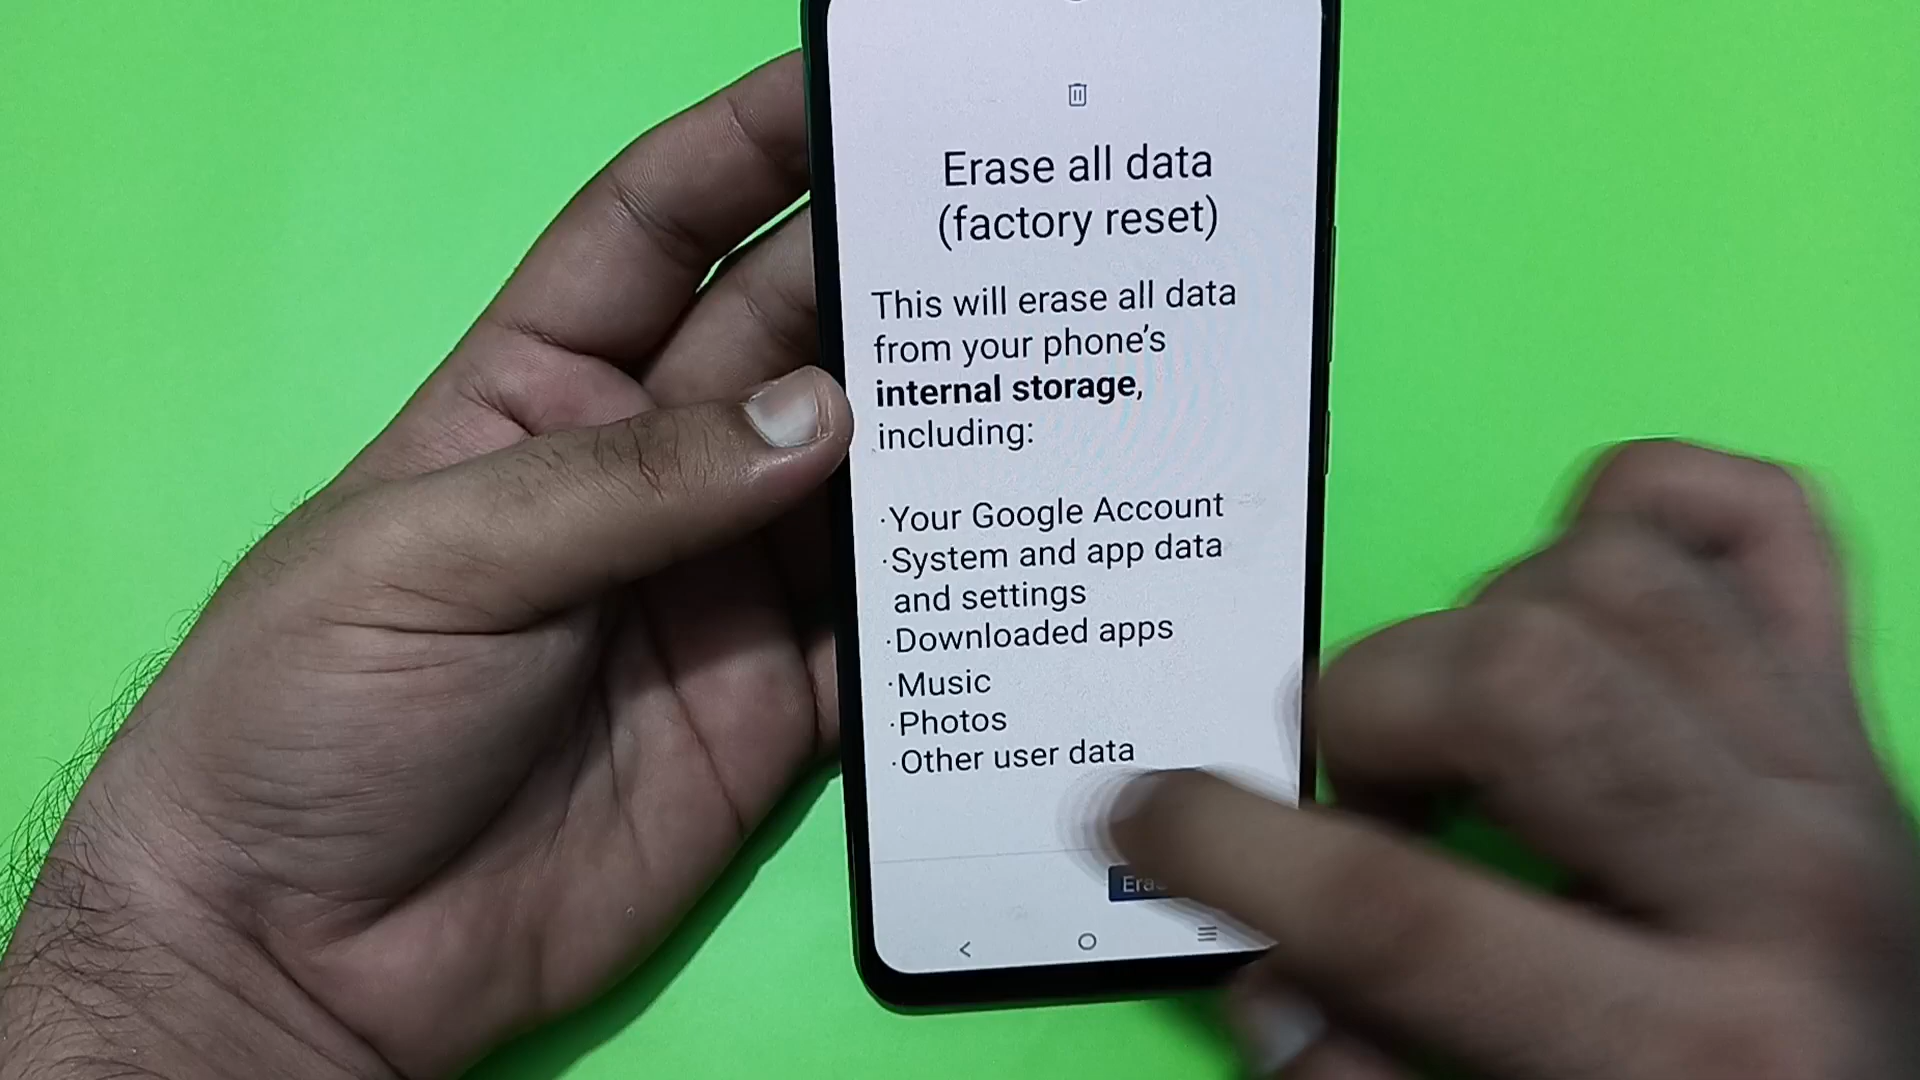 Erase all data
(factory reset)
This will erase all data
from your phone's
internal storage,
including:
·Your Google Account
·System and app data
and settings
·Downloaded apps
·Music
·Photos
·Other user data